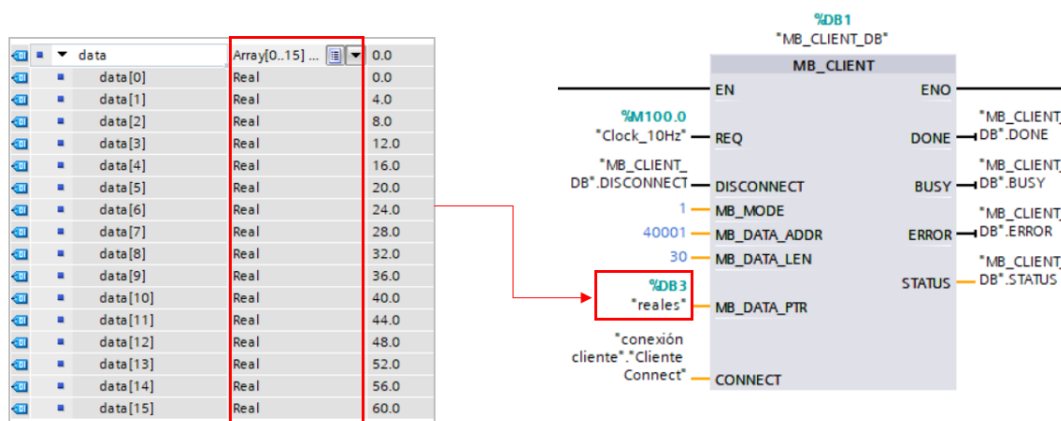 data Array[0..15] ... 0.0
data[0] Real 0.0
data[1] Real 4.0
data[2] Real 8.0
data[3] Real 12.0
data[4] Real 16.0
data[5] Real 20.0
data[6] Real 24.0
data[7] Real 28.0
data[8] Real 32.0
data[9] Real 36.0
data[10] Real 40.0
data[11] Real 44.0
data[12] Real 48.0
data[13] Real 52.0
data[14] Real 56.0
data[15] Real 60.0
%DB1
"MB_CLIENT_DB"
MB_CLIENT
EN ENO
%M100.0
"Clock_10Hz" REQ
"MB_CLIENT_
DB".DISCONNECT DISCONNECT
1 MB_MODE
40001 MB_DATA_ADDR
30 MB_DATA_LEN
%DB3
"reales" MB_DATA_PTR
"conexión
cliente"."Cliente
Connect" CONNECT
"MB_CLIENT_
DONE DB".DONE
"MB_CLIENT_
BUSY DB".BUSY
"MB_CLIENT_
ERROR DB".ERROR
"MB_CLIENT_
STATUS DB".STATUS